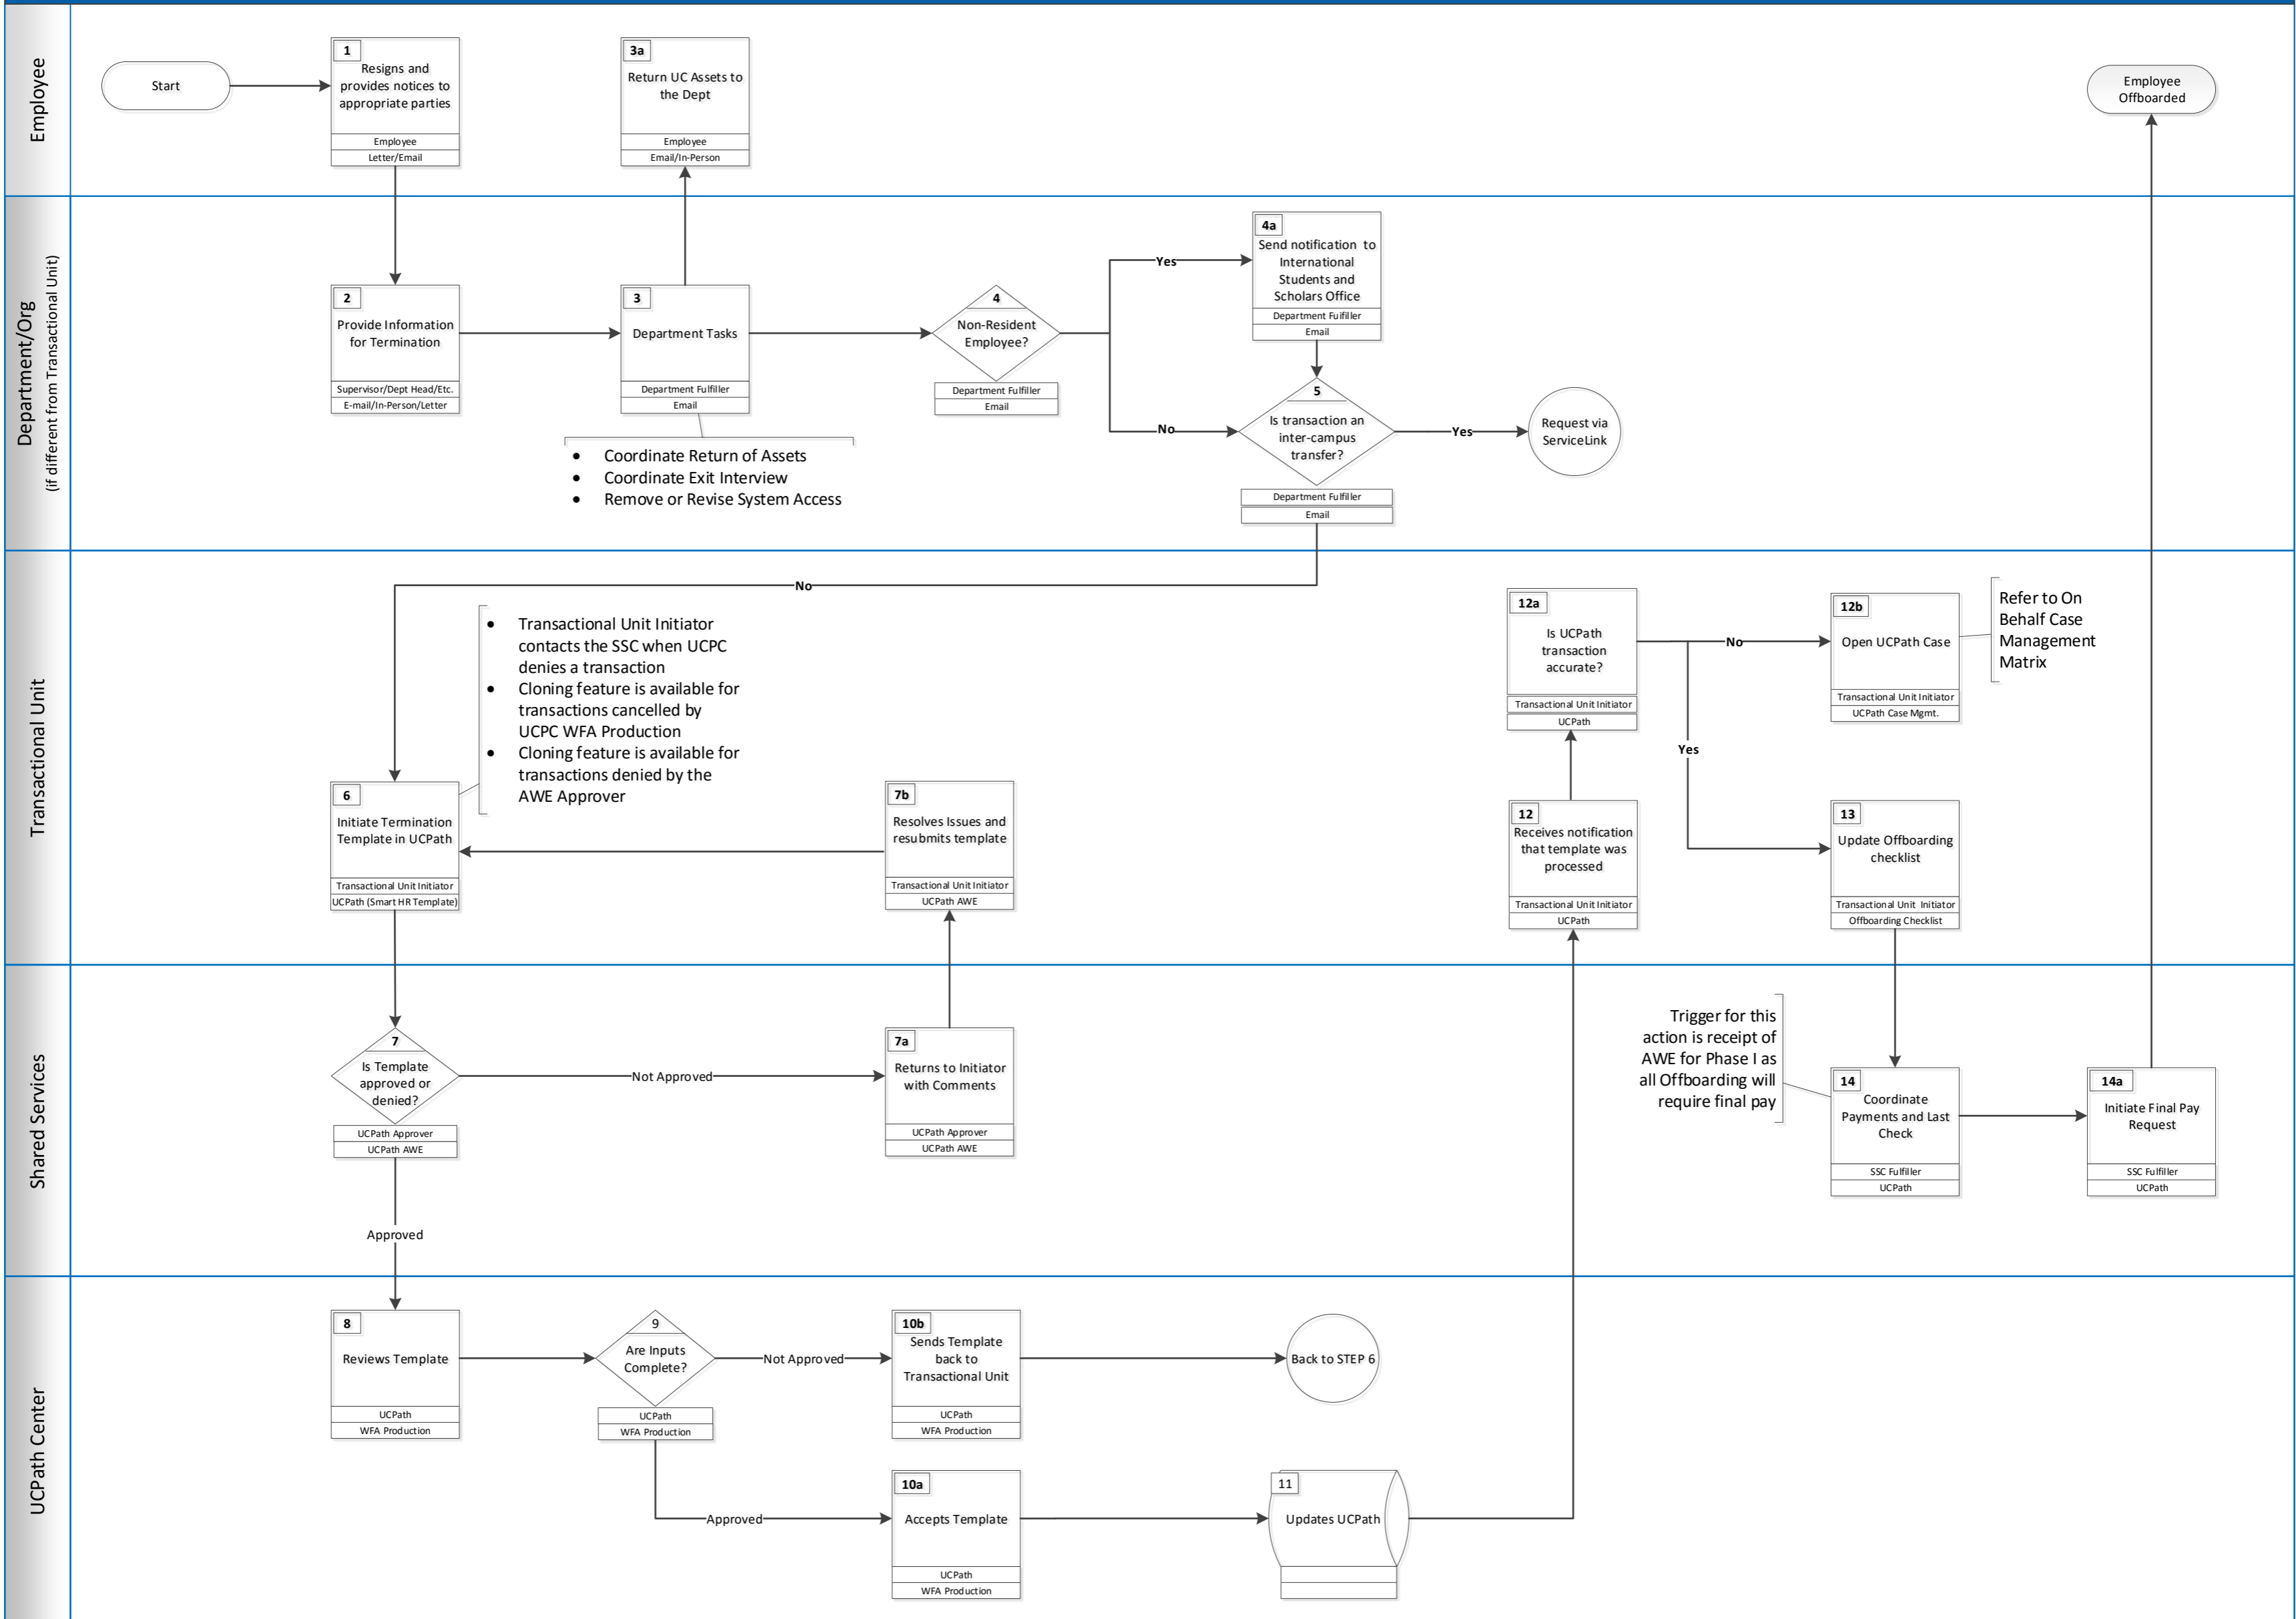 Employee
Start
1
Resigns and
provides notices to
appropriate parties
Employee
Letter/Email
3a
Return UC Assets to
the Dept
Employee
Email/In-Person
Employee
Offboarded
Department/Org
(if different from Transactional Unit)
2
Provide Information
for Termination
Supervisor/Dept Head/Etc.
E-mail/In-Person/Letter
3
Department Tasks
Department Fulfiller
Email
• Coordinate Return of Assets
• Coordinate Exit Interview
• Remove or Revise System Access
4
Non-Resident
Employee?
Department Fulfiller
Email
Yes
No
4a
Send notification to
International
Students and
Scholars Office
Department Fulfiller
Email
5
Is transaction an
inter-campus
transfer?
Department Fulfiller
Email
Yes
Request via
ServiceLink
Transactional Unit
No
• Transactional Unit Initiator
contacts the SSC when UCPC
denies a transaction
• Cloning feature is available for
transactions cancelled by
UCPC WFA Production
• Cloning feature is available for
transactions denied by the
AWE Approver
6
Initiate Termination
Template in UCPath
Transactional Unit Initiator
UCPath (Smart HR Template)
7b
Resolves Issues and
resubmits template
Transactional Unit Initiator
UCPath AWE
12a
Is UCPath
transaction
accurate?
Transactional Unit Initiator
UCPath
No
Yes
12b
Open UCPath Case
Transactional Unit Initiator
UCPath Case Mgmt.
Refer to On
Behalf Case
Management
Matrix
12
Receives notification
that template was
processed
Transactional Unit Initiator
UCPath
13
Update Offboarding
checklist
Transactional Unit Initiator
Offboarding Checklist
Shared Services
7
Is Template
approved or
denied?
UCPath Approver
UCPath AWE
Not Approved
Approved
7a
Returns to Initiator
with Comments
UCPath Approver
UCPath AWE
Trigger for this
action is receipt of
AWE for Phase I as
all Offboarding will
require final pay
14
Coordinate
Payments and Last
Check
SSC Fulfiller
UCPath
14a
Initiate Final Pay
Request
SSC Fulfiller
UCPath
UCPath Center
8
Reviews Template
UCPath
WFA Production
9
Are Inputs
Complete?
UCPath
WFA Production
Not Approved
Approved
10b
Sends Template
back to
Transactional Unit
UCPath
WFA Production
Back to STEP 6
10a
Accepts Template
UCPath
WFA Production
11
Updates UCPath